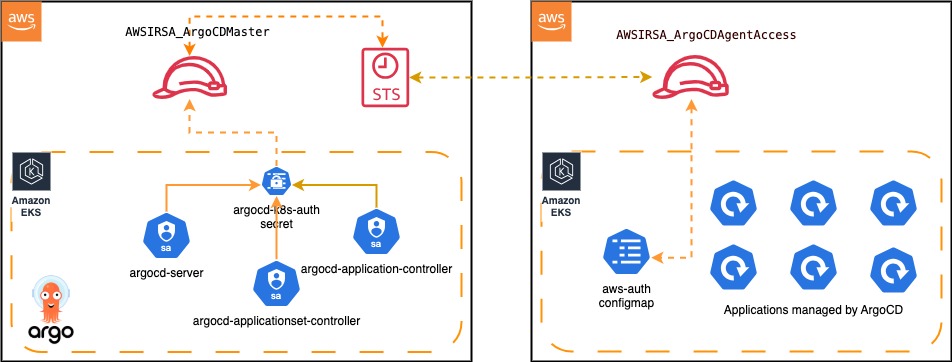 aws
AWSIRSA_ArgoCDMaster
STS
Amazon
EKS
K
argocd-k8s-auth
secret
sa
argocd-server
sa
argocd-application-controller
sa
argocd-applicationset-controller
argo
aws
AWSIRSA_ArgoCDAgentAccess
Amazon
EKS
K
aws-auth
configmap
Applications managed by ArgoCD